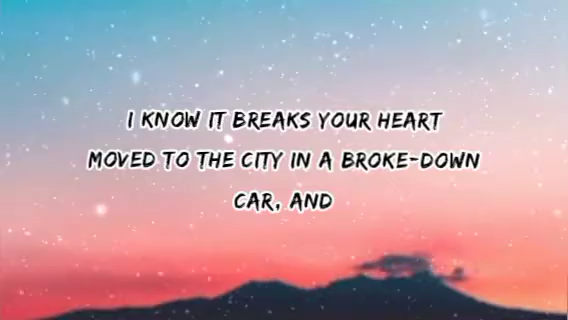 I KNOW IT BREAKS YOUR HEART
MOVED TO THE CITY IN A BROKE-DOWN
CAR, AND